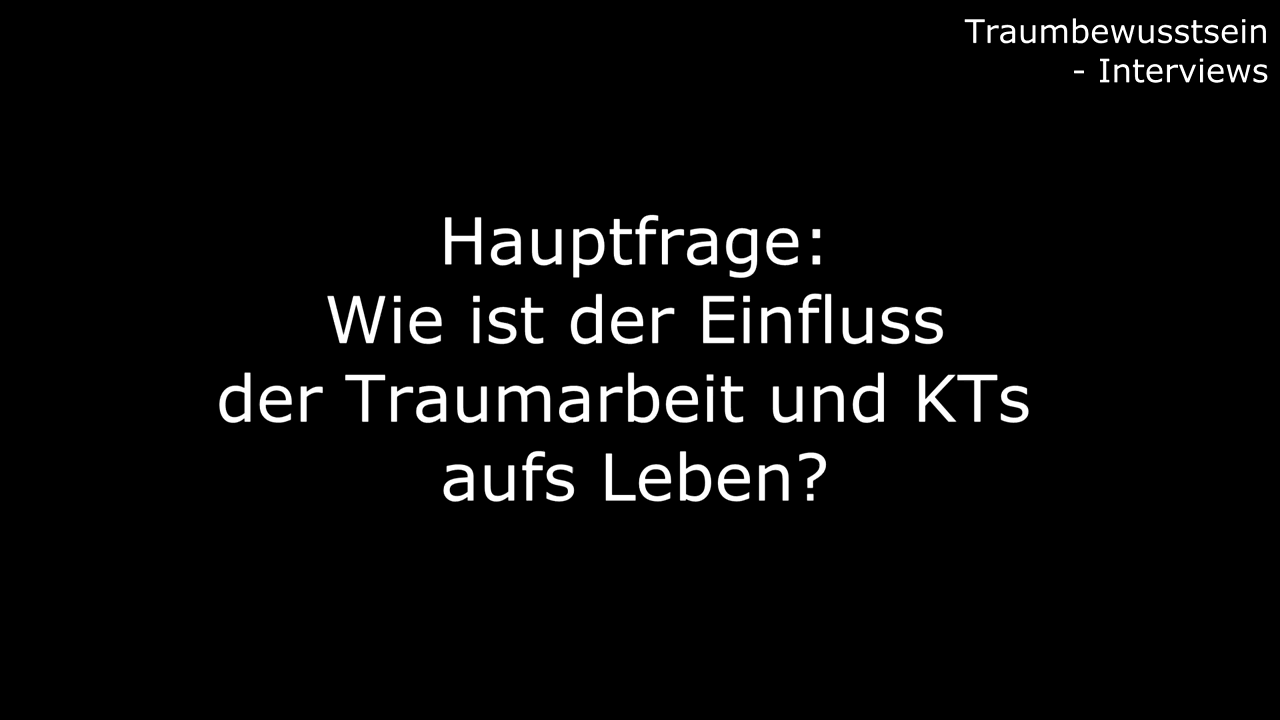 Traumbewusstsein
- Interviews
Hauptfrage:
Wie ist der Einfluss
der Traumarbeit und KTs
aufs Leben?